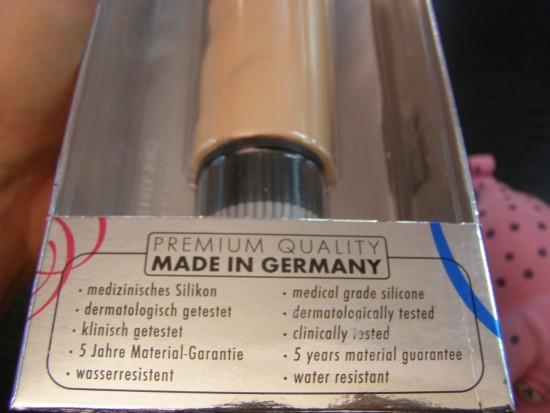 PREMIUM QUALITY
MADE IN GERMANY
· medizinisches Silikon
· dermatologisch getestet
· klinisch getestet
· 5 Jahre Material-Garantie
· wasserresistent
· medical grade silicone
· dermatologically tested
· clinically tested
· 5 years material guarantee
· water resistant